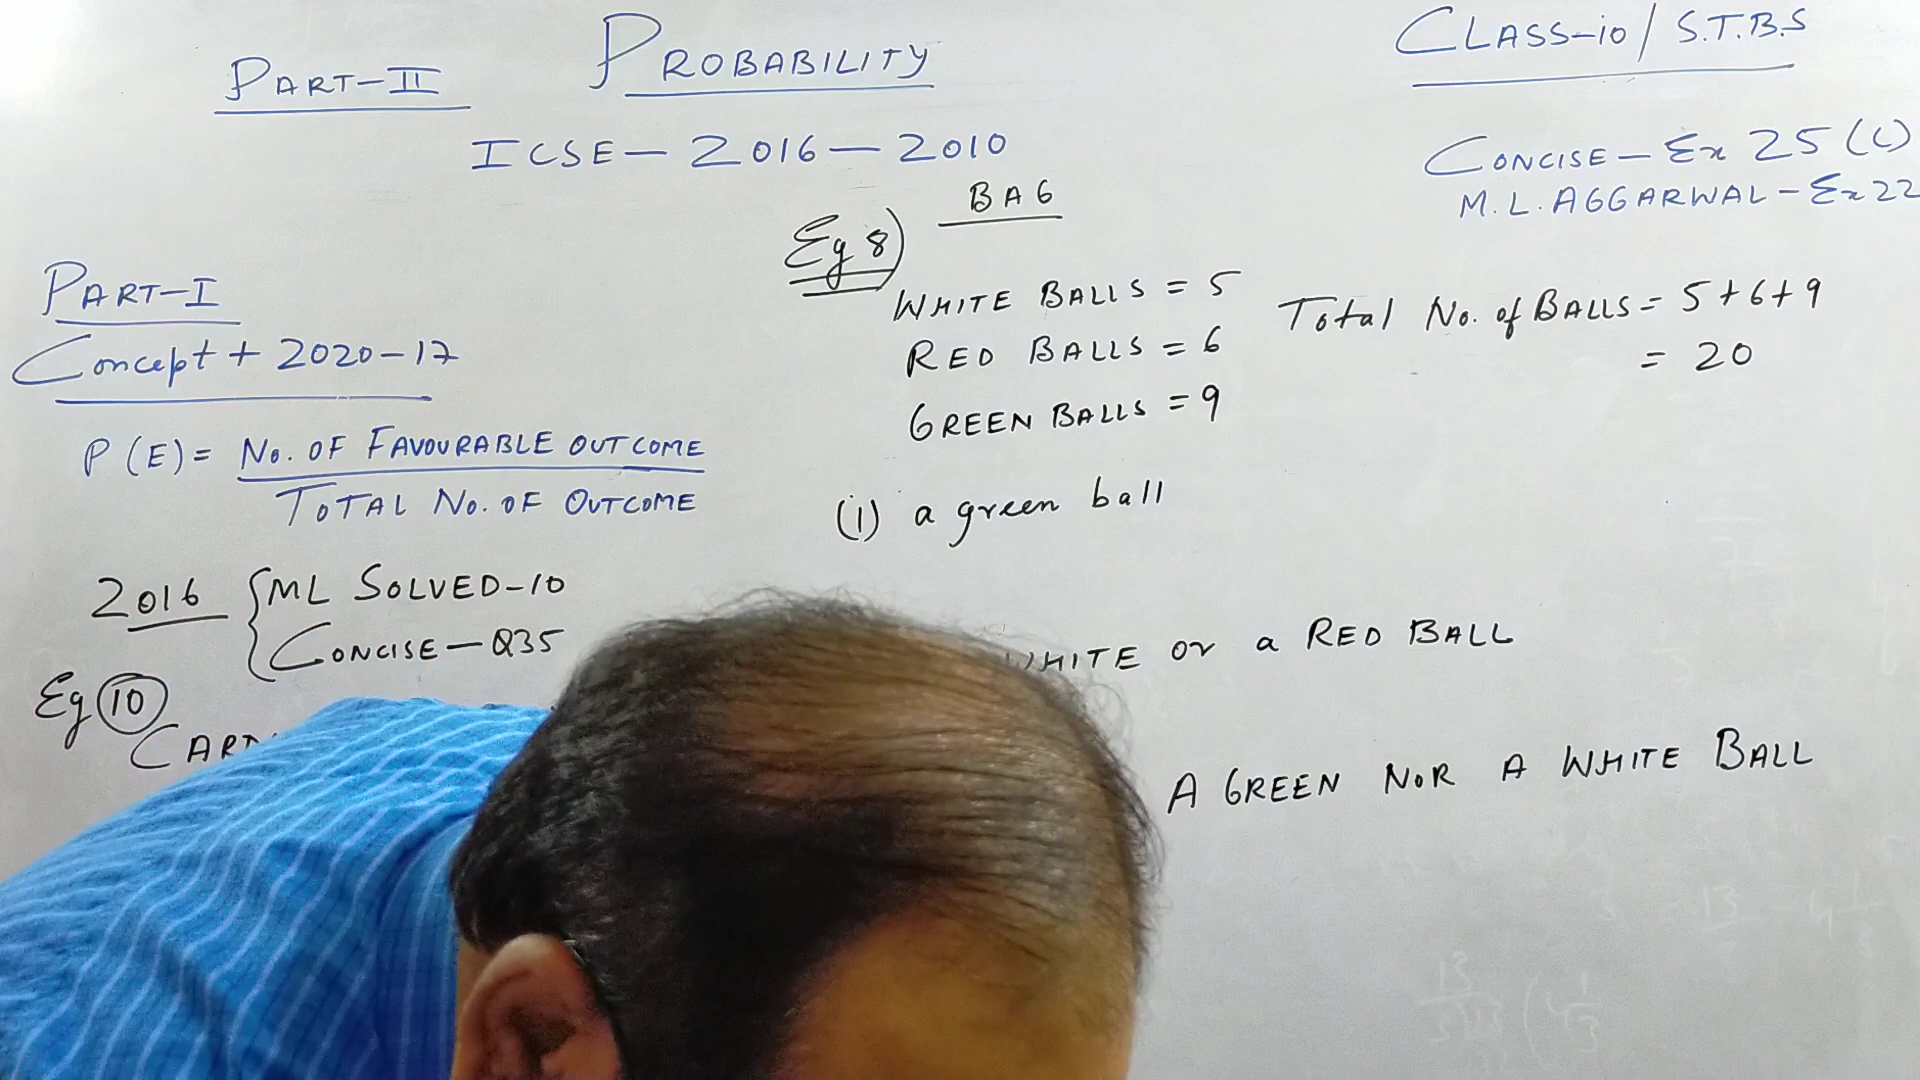 PART-II
PROBABILITY
CLASS-10/S.T.B.S
ICSE-2016-2010
CONCISE-Ex 25(C)
M.L.AGGARWAL-Ex22
PART-I
Concept + 2020-17
P(E)= No. OF FAVOURABLE OUTCOME
TOTAL No. OF OUTCOME
2016 {ML SOLVED-10
CONCISE-Q35
Eg 10
CARD
Eg 8)
BAG
WHITE BALLS = 5
RED BALLS = 6
GREEN BALLS = 9
Total No. of BALLS = 5+6+9
= 20
(i) a green ball
WHITE or a RED BALL
A GREEN NOR A WHITE BALL